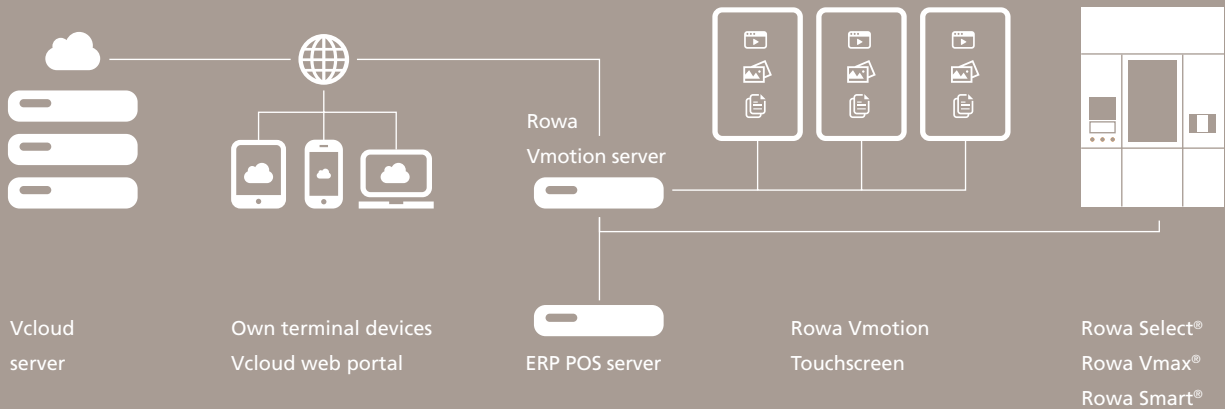 Rowa
Vmotion server
Vcloud
server
Own terminal devices
Vcloud web portal
ERP POS server
Rowa Vmotion
Touchscreen
Rowa Select®
Rowa Vmax®
Rowa Smart®